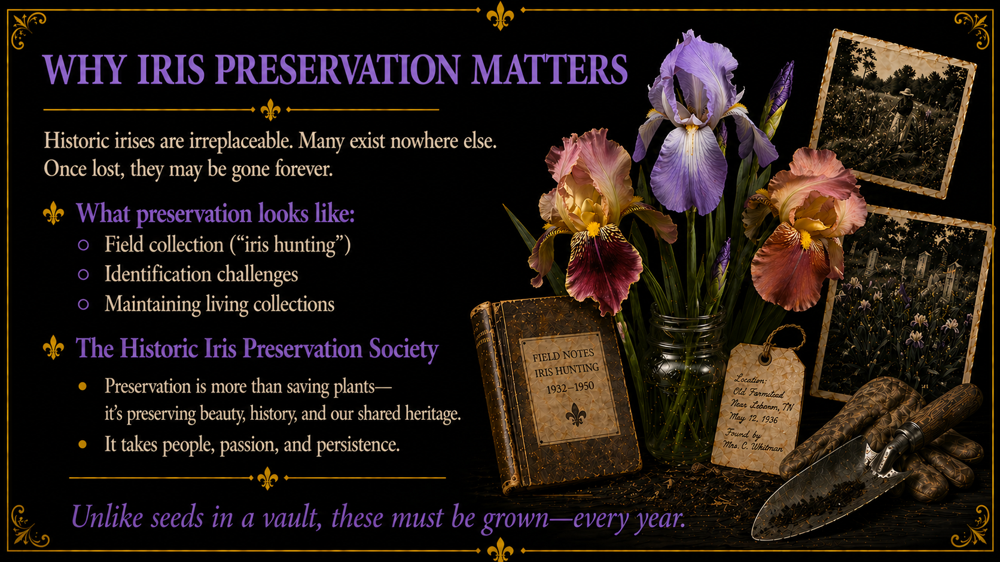 WHY IRIS PRESERVATION MATTERS
Historic irises are irreplaceable. Many exist nowhere else.
Once lost, they may be gone forever.
What preservation looks like:
Field collection (“iris hunting”)
Identification challenges
Maintaining living collections
The Historic Iris Preservation Society
Preservation is more than saving plants—
it’s preserving beauty, history, and our shared heritage.
It takes people, passion, and persistence.
Unlike seeds in a vault, these must be grown—every year.
FIELD NOTES
IRIS HUNTING
1932–1950
Location:
Old Farmstead
Near Lebanon, TN
May 12, 1936
Found by
Mrs. C. Whitman